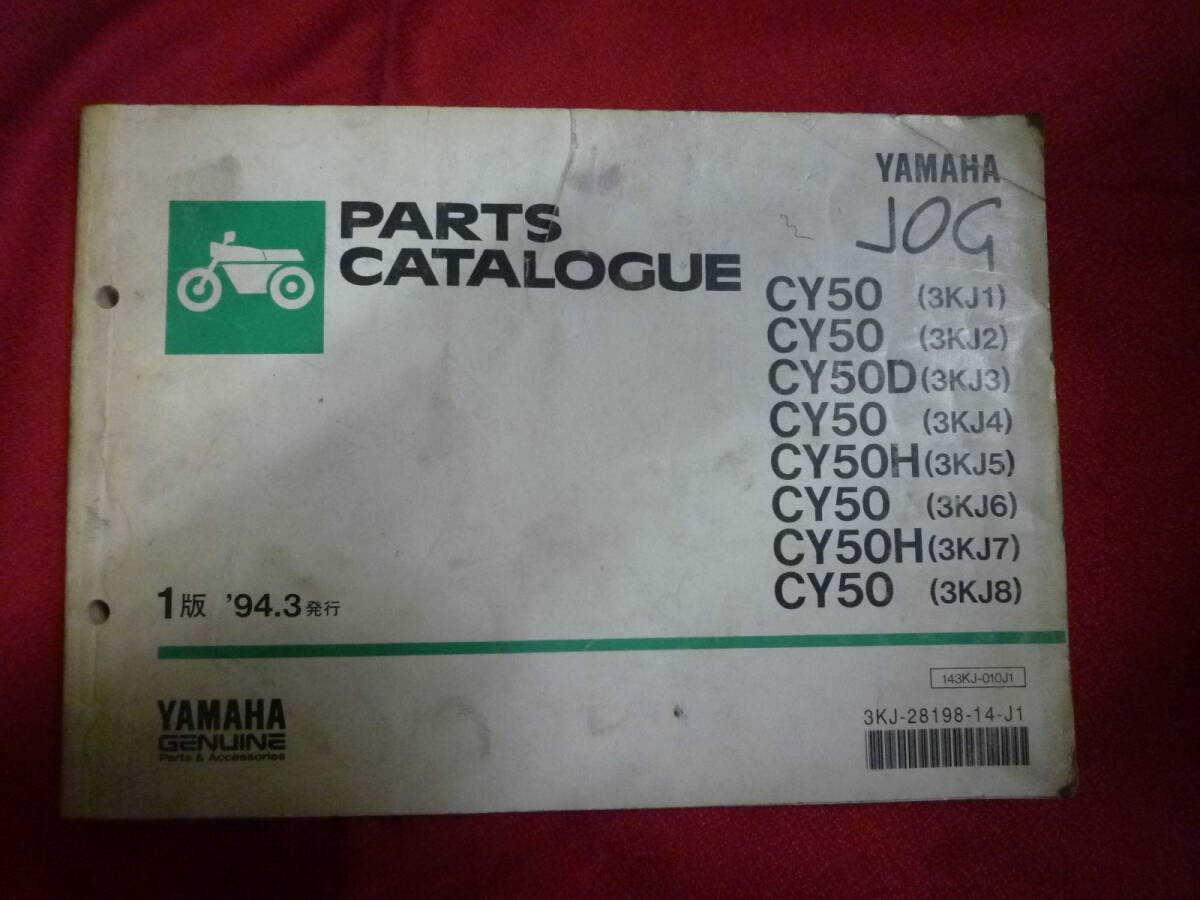 YAMAHA
JOG
PARTS
CATALOGUE
CY50 (3KJ1)
CY50 (3KJ2)
CY50D (3KJ3)
CY50 (3KJ4)
CY50H (3KJ5)
CY50 (3KJ6)
CY50H (3KJ7)
CY50 (3KJ8)
1版 '94.3発行
143KJ-010J1
3KJ-28198-14-J1
YAMAHA
GENUINE
Parts & Accessories